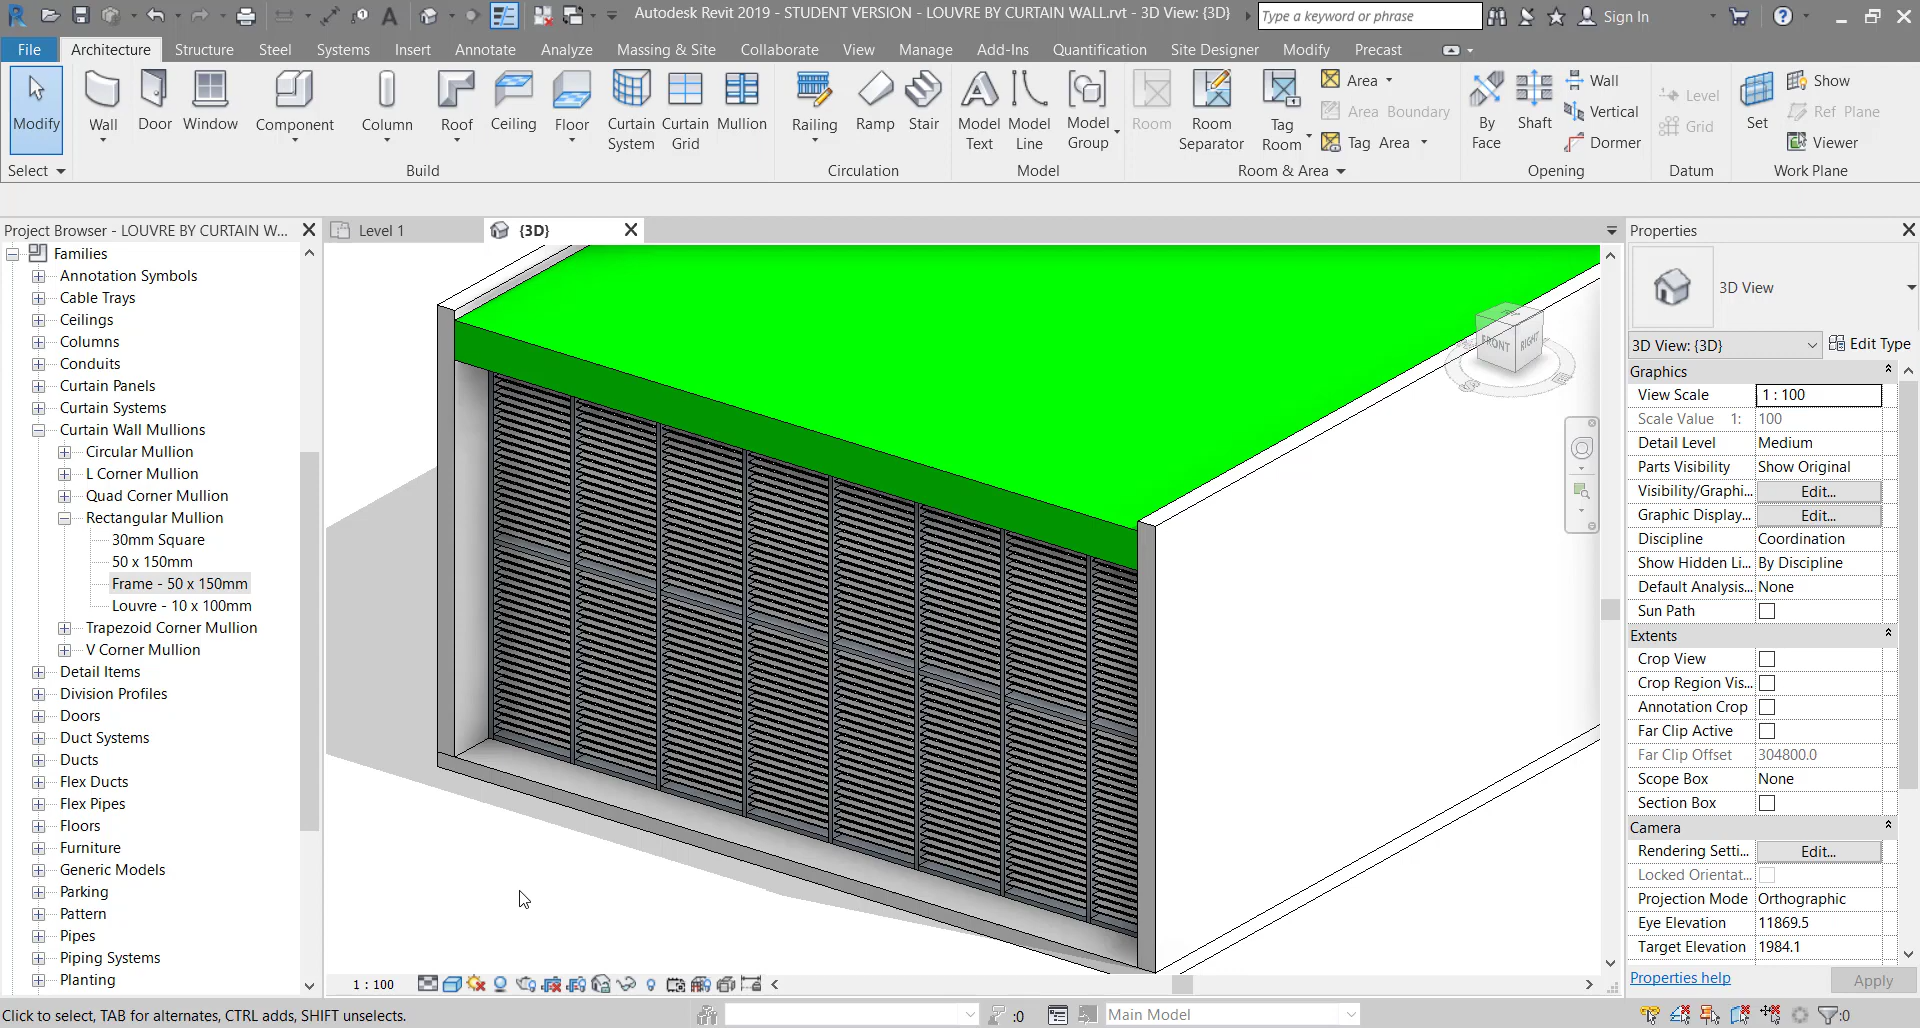 Autodesk Revit 2019 - STUDENT VERSION - LOUVRE BY CURTAIN WALL.rvt - 3D View: {3D}
Type a keyword or phrase
Sign In
File Architecture Structure Steel Systems Insert Annotate Analyze Massing & Site Collaborate View Manage Add-Ins Quantification Site Designer Modify Precast
Modify
Wall
Door
Window
Component
Column
Roof
Ceiling
Floor
Curtain System
Curtain Grid
Mullion
Railing
Ramp
Stair
Model Text
Model Line
Model Group
Room
Room Separator
Tag Room
Area
Area Boundary
Tag Area
By Face
Shaft
Wall
Vertical
Dormer
Level
Grid
Set
Show
Ref Plane
Viewer
Select Build Circulation Model Room & Area Opening Datum Work Plane
Project Browser - LOUVRE BY CURTAIN W...
Families
Annotation Symbols
Cable Trays
Ceilings
Columns
Conduits
Curtain Panels
Curtain Systems
Curtain Wall Mullions
Circular Mullion
L Corner Mullion
Quad Corner Mullion
Rectangular Mullion
30mm Square
50 x 150mm
Frame - 50 x 150mm
Louvre - 10 x 100mm
Trapezoid Corner Mullion
V Corner Mullion
Detail Items
Division Profiles
Doors
Duct Systems
Ducts
Flex Ducts
Flex Pipes
Floors
Furniture
Generic Models
Parking
Pattern
Pipes
Piping Systems
Planting
Level 1
{3D}
FRONT
RIGHT
Properties
3D View
3D View: {3D} Edit Type
Graphics
View Scale 1 : 100
Scale Value 1: 100
Detail Level Medium
Parts Visibility Show Original
Visibility/Graphi... Edit...
Graphic Display... Edit...
Discipline Coordination
Show Hidden Li... By Discipline
Default Analysis... None
Sun Path
Extents
Crop View
Crop Region Vis...
Annotation Crop
Far Clip Active
Far Clip Offset 304800.0
Scope Box None
Section Box
Camera
Rendering Setti... Edit...
Locked Orientat...
Projection Mode Orthographic
Eye Elevation 11869.5
Target Elevation 1984.1
Properties help Apply
1 : 100
Click to select, TAB for alternates, CTRL adds, SHIFT unselects.
:0
Main Model
:0